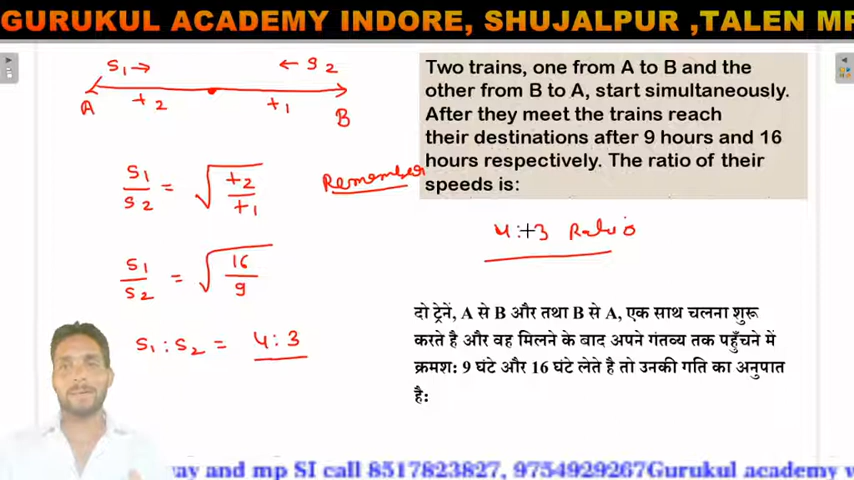 GURUKUL ACADEMY INDORE, SHUJALPUR ,TALEN MP
S₁ →
← S₂
A
t₂
t₁
B
Two trains, one from A to B and the
other from B to A, start simultaneously.
After they meet the trains reach
their destinations after 9 hours and 16
hours respectively. The ratio of their
speeds is:
S₁/S₂ = √(t₂/t₁)
Remember
4:3 Ratio
S₁/S₂ = √(16/9)
S₁ : S₂ = 4:3
दो ट्रेनें, A से B और तथा B से A, एक साथ चलना शुरू
करते है और वह मिलने के बाद अपने गंतव्य तक पहुँचने में
क्रमश: 9 घंटे और 16 घंटे लेते है तो उनकी गति का अनुपात
है:
and mp SI call 8517823827, 9754929267Gurukul academy